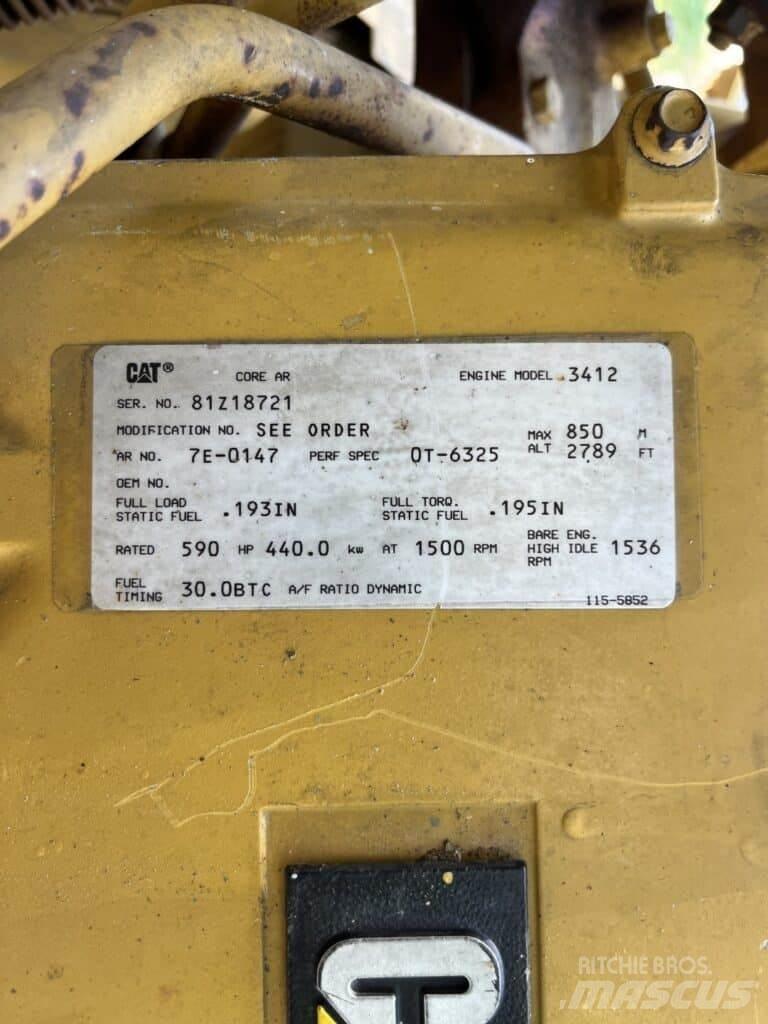 CAT® CORE AR ENGINE MODEL 3412
SER. NO. 81Z18721
MODIFICATION NO. SEE ORDER MAX 850 M
AR NO. 7E-0147 PERF SPEC 0T-6325 ALT 2789 FT
OEM NO.
FULL LOAD STATIC FUEL .193IN FULL TORQ. STATIC FUEL .195IN
RATED 590 HP 440.0 kw AT 1500 RPM BARE ENG. HIGH IDLE RPM 1536
FUEL TIMING 30.0BTC A/F RATIO DYNAMIC
115-5852
RITCHIE BROS.
MASCUS